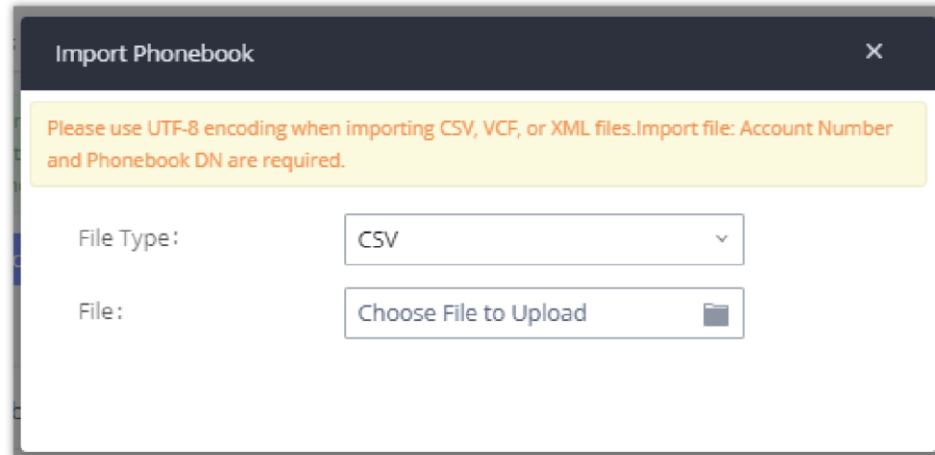 Import Phonebook
Please use UTF-8 encoding when importing CSV, VCF, or XML files.Import file: Account Number
and Phonebook DN are required.
File Type:
CSV
File:
Choose File to Upload